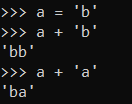 >>> a = 'b'
>>> a + 'b'
'bb'
>>> a + 'a'
'ba'